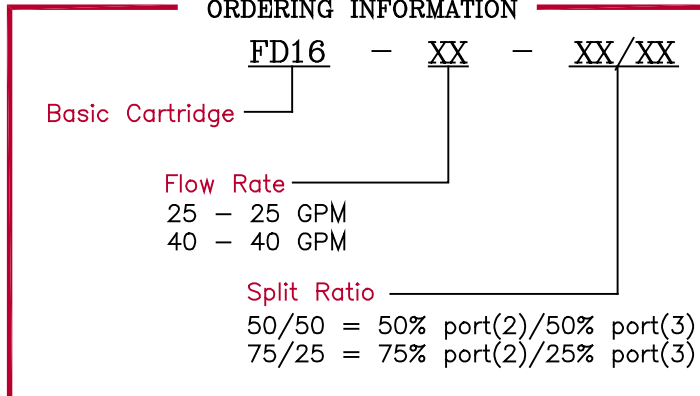 ORDERING INFORMATION
FD16 - XX - XX/XX
Basic Cartridge
Flow Rate
25 - 25 GPM
40 - 40 GPM
Split Ratio
50/50 = 50% port(2)/50% port(3)
75/25 = 75% port(2)/25% port(3)